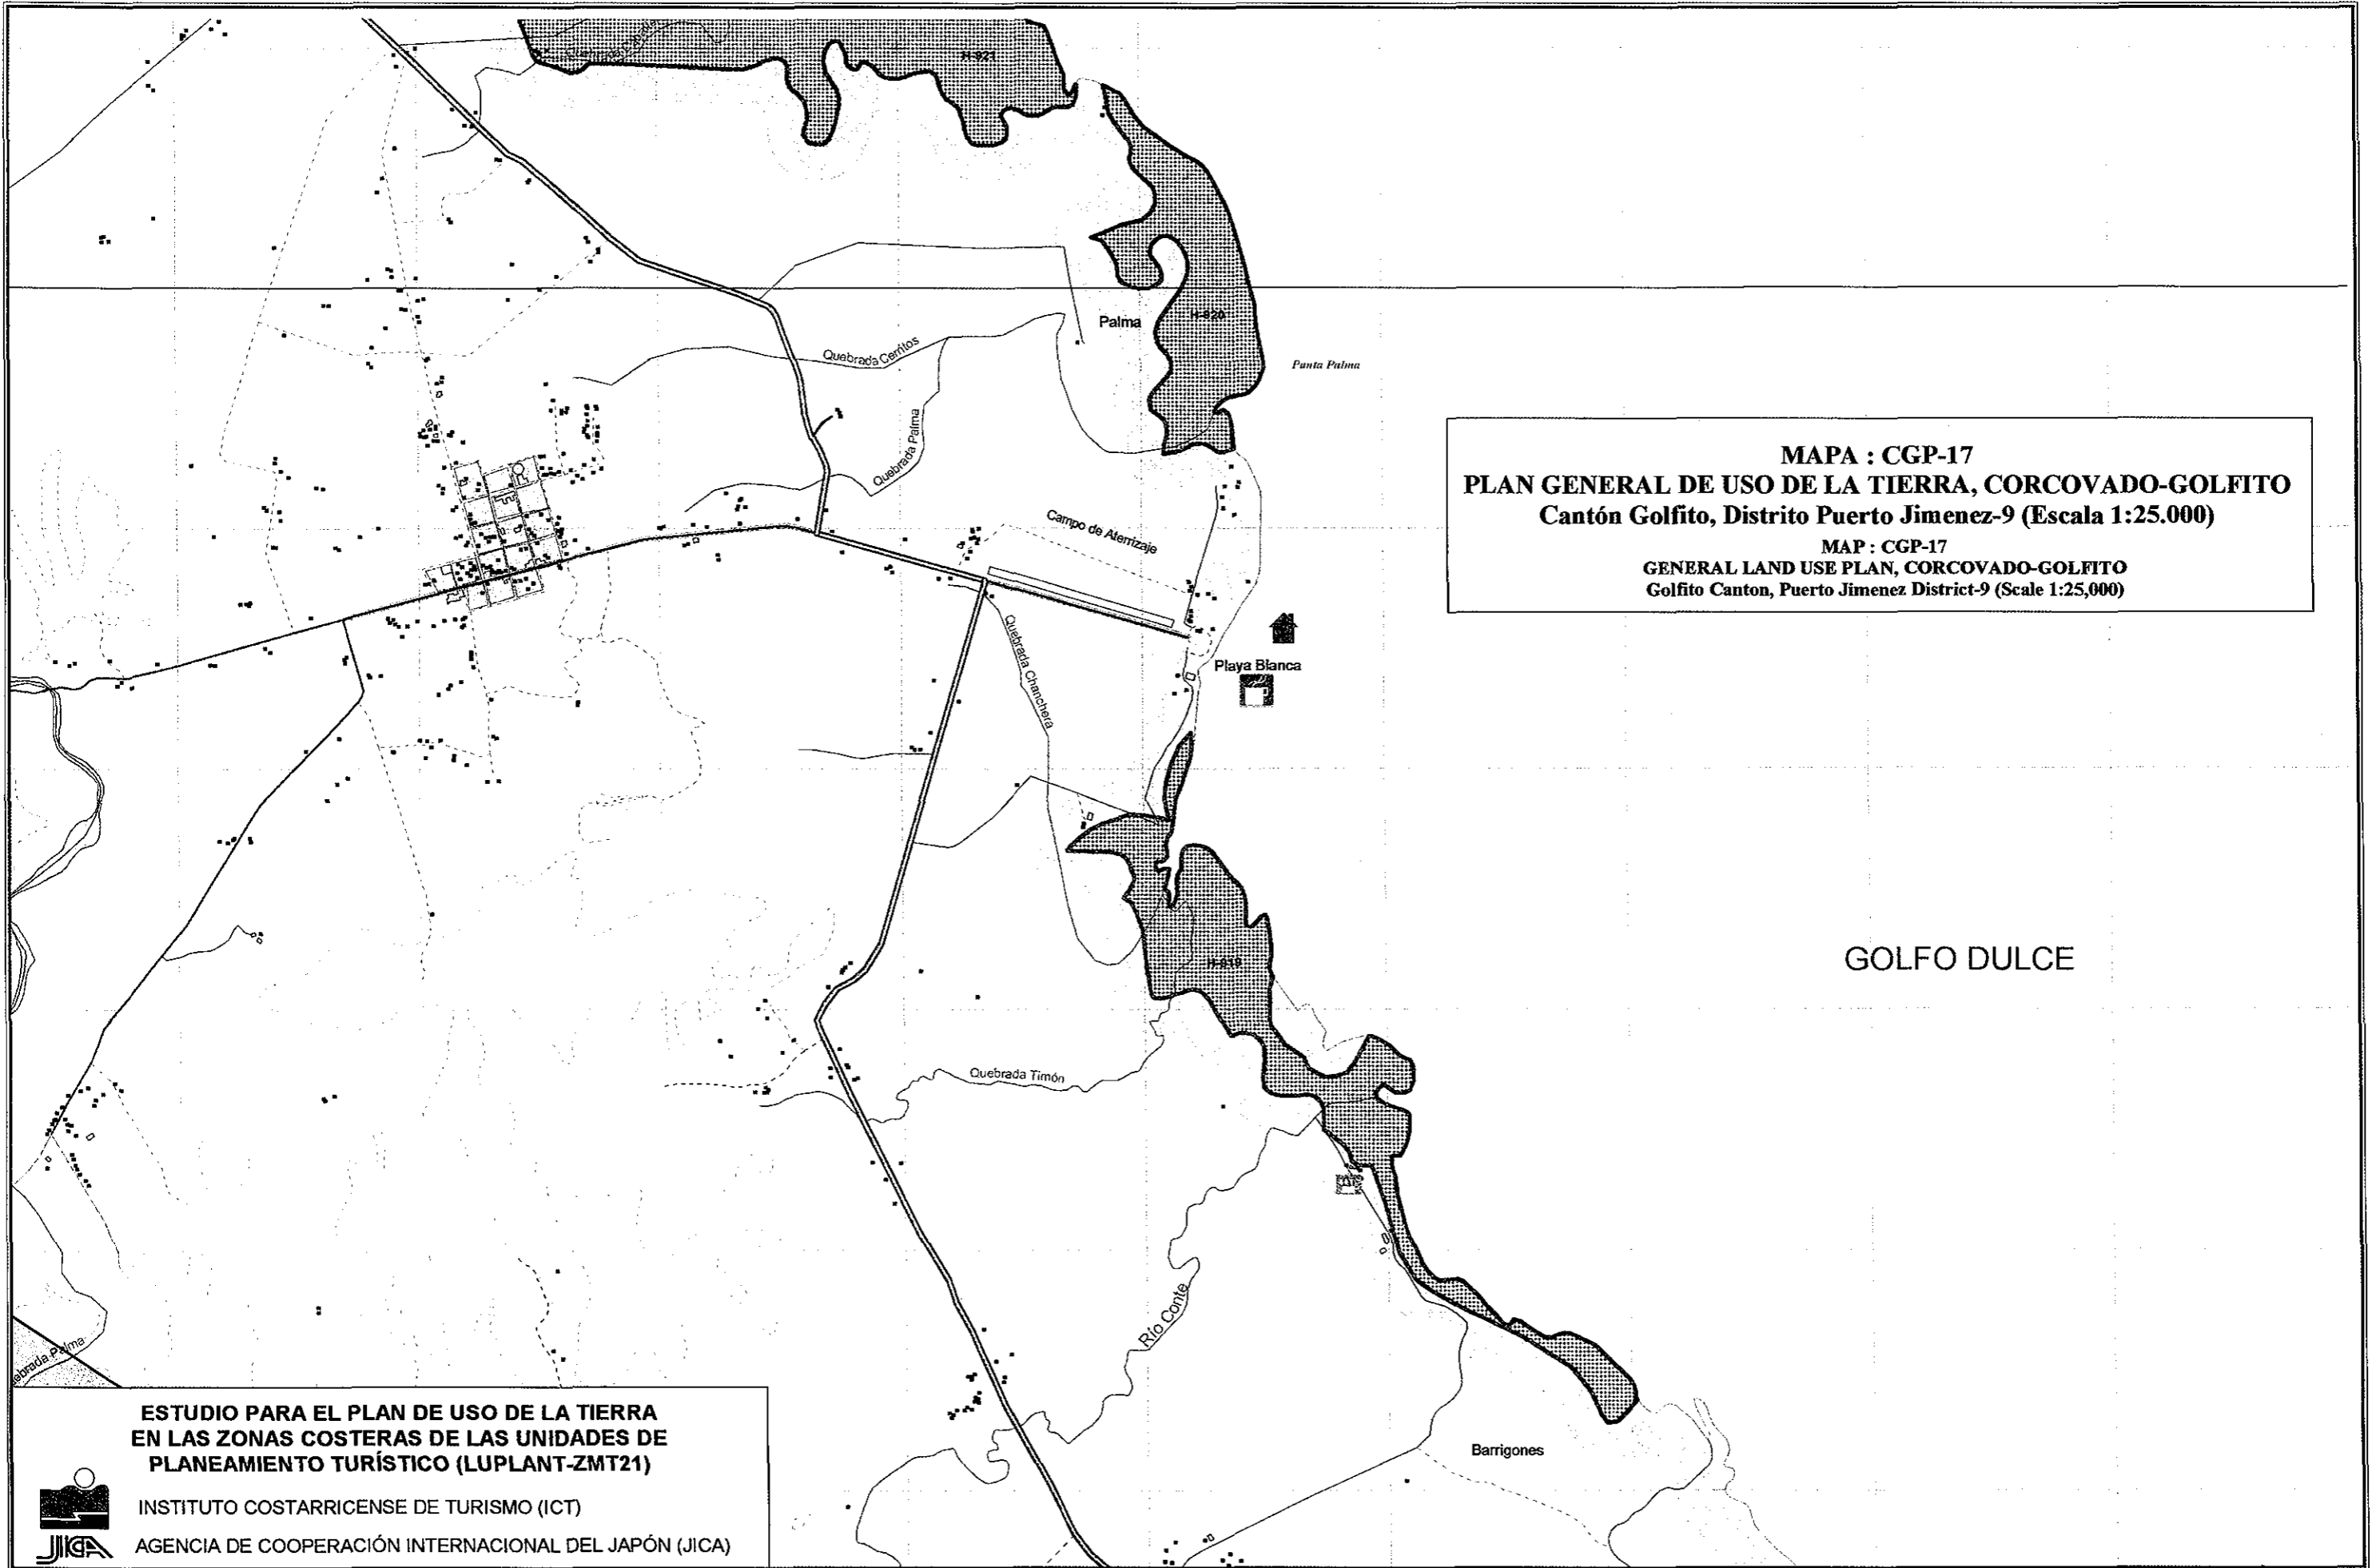 Quebrada
H-921
Palma
H-920
Punta Palma
Quebrada Cerritos
Quebrada Palma
MAPA : CGP-17
PLAN GENERAL DE USO DE LA TIERRA, CORCOVADO-GOLFITO
Cantón Golfito, Distrito Puerto Jimenez-9 (Escala 1:25.000)
MAP : CGP-17
GENERAL LAND USE PLAN, CORCOVADO-GOLFITO
Golfito Canton, Puerto Jimenez District-9 (Scale 1:25,000)
Campo de Aterrizaje
Quebrada Chanchera
Playa Blanca
H-919
GOLFO DULCE
Quebrada Timón
Río Conte
Quebrada Palma
Barrigones
ESTUDIO PARA EL PLAN DE USO DE LA TIERRA
EN LAS ZONAS COSTERAS DE LAS UNIDADES DE
PLANEAMIENTO TURÍSTICO (LUPLANT-ZMT21)
INSTITUTO COSTARRICENSE DE TURISMO (ICT)
JICA AGENCIA DE COOPERACIÓN INTERNACIONAL DEL JAPÓN (JICA)